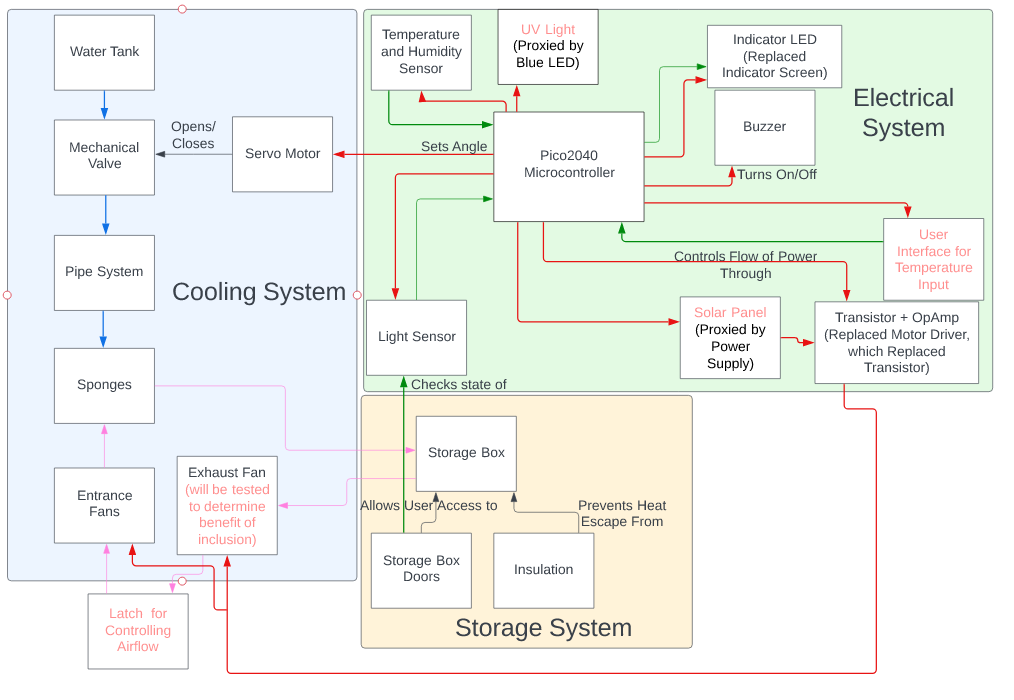 Water Tank
Mechanical
Valve
Opens/
Closes
Servo Motor
Pipe System
Cooling System
Sponges
Entrance
Fans
Exhaust Fan
(will be tested
to determine
benefit of
inclusion)
Latch for
Controlling
Airflow
Temperature
and Humidity
Sensor
UV Light
(Proxied by
Blue LED)
Indicator LED
(Replaced
Indicator Screen)
Electrical
System
Buzzer
Sets Angle
Pico2040
Microcontroller
Turns On/Off
User
Interface for
Temperature
Input
Controls Flow of Power
Through
Light Sensor
Solar Panel
(Proxied by
Power
Supply)
Transistor + OpAmp
(Replaced Motor Driver,
which Replaced
Transistor)
Checks state of
Storage Box
Allows User Access to
Prevents Heat
Escape From
Storage Box
Doors
Insulation
Storage System